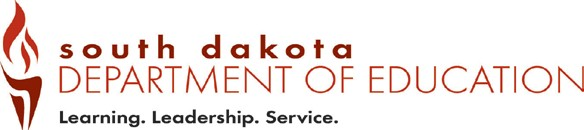 south dakota
DEPARTMENT OF EDUCATION
Learning. Leadership. Service.